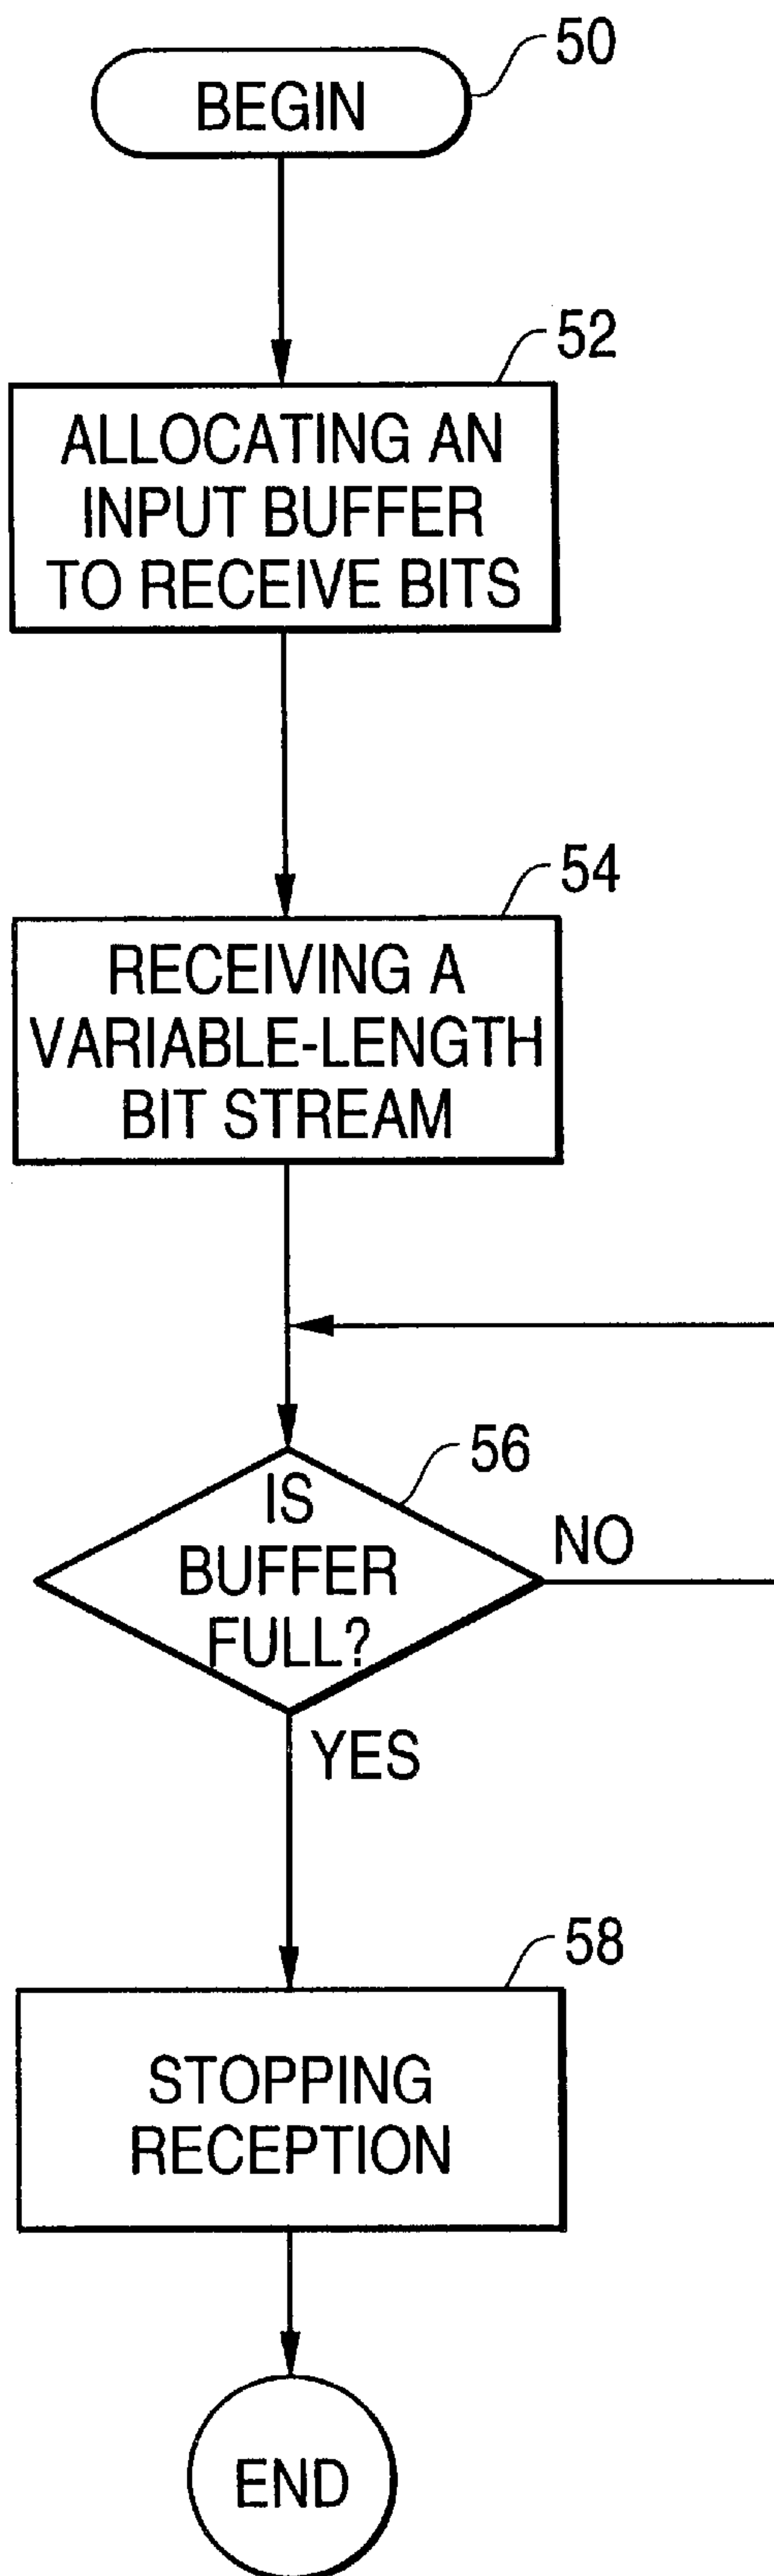 50
BEGIN
52
ALLOCATING AN
INPUT BUFFER
TO RECEIVE BITS
54
RECEIVING A
VARIABLE-LENGTH
BIT STREAM
56
IS
BUFFER
FULL?
NO
YES
58
STOPPING
RECEPTION
END